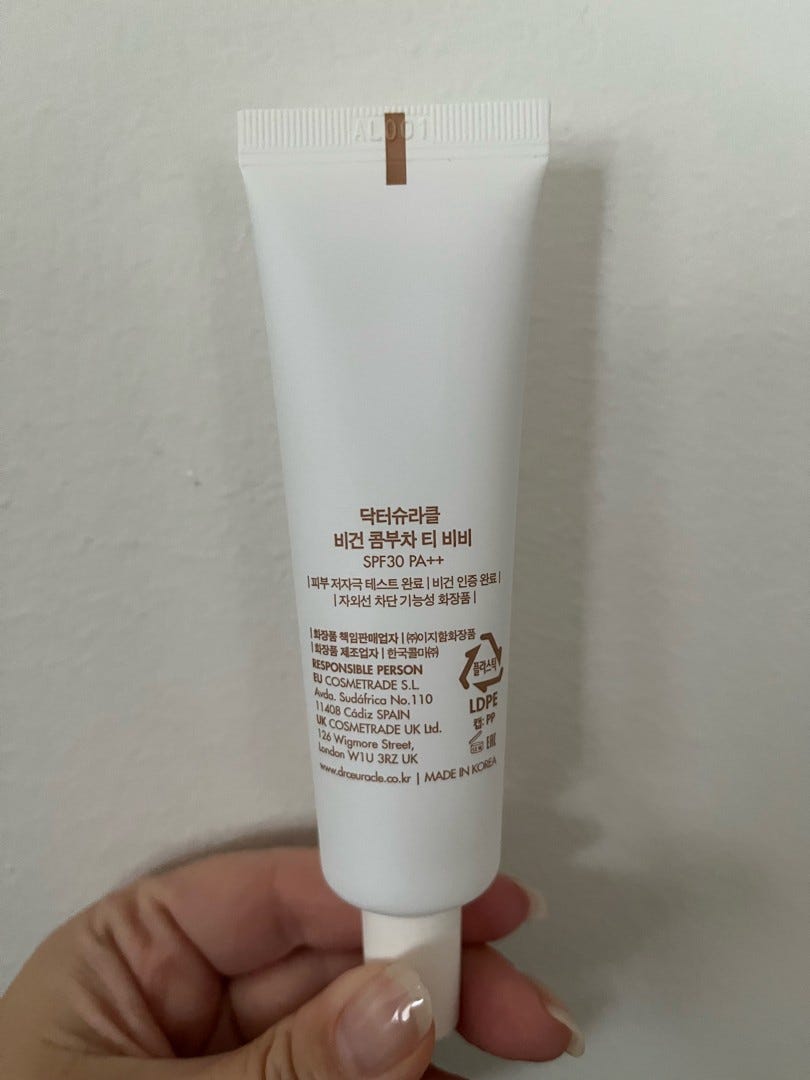 AL001
닥터슈라클
비건 콤부차 티 비비
SPF30 PA++
| 피부 저자극 테스트 완료 | 비건 인증 완료 |
| 자외선 차단 기능성 화장품 |
| 화장품 책임판매업자 | ㈜이지함화장품
| 화장품 제조업자 | 한국콜마㈜
RESPONSIBLE PERSON
EU COSMETRADE S.L.
Avda. Sudáfrica No.110
11408 Cádiz SPAIN
UK COSMETRADE UK Ltd.
126 Wigmore Street,
London W1U 3RZ UK
www.drceuracle.co.kr | MADE IN KOREA
플라스틱
LDPE
캡: PP
EAC